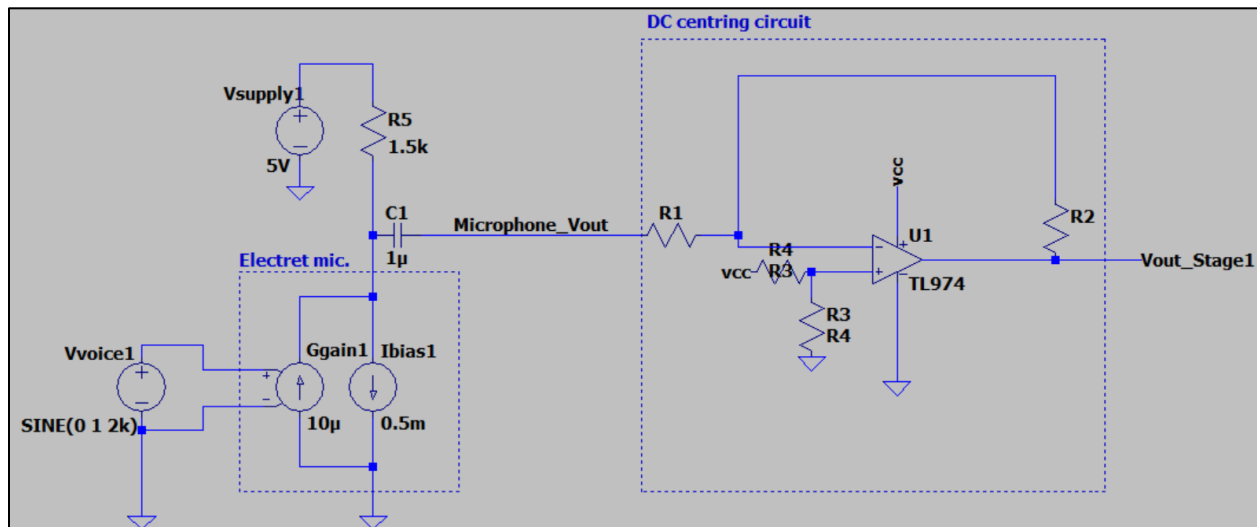 DC centring circuit
Vsupply1
5V
R5
1.5k
C1
1µ
Microphone_Vout
R1
vcc
R2
U1
TL974
R4
R3
vcc
R3
R4
Vout_Stage1
Electret mic.
Vvoice1
SINE(0 1 2k)
Ggain1
10µ
Ibias1
0.5m